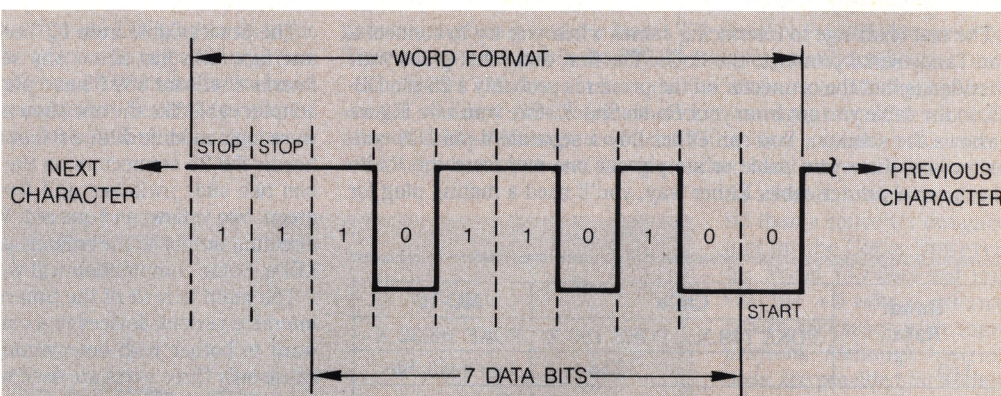 WORD FORMAT
STOP STOP
NEXT
CHARACTER
PREVIOUS
CHARACTER
1 1 1 0 1 1 0 1 0 0
START
7 DATA BITS